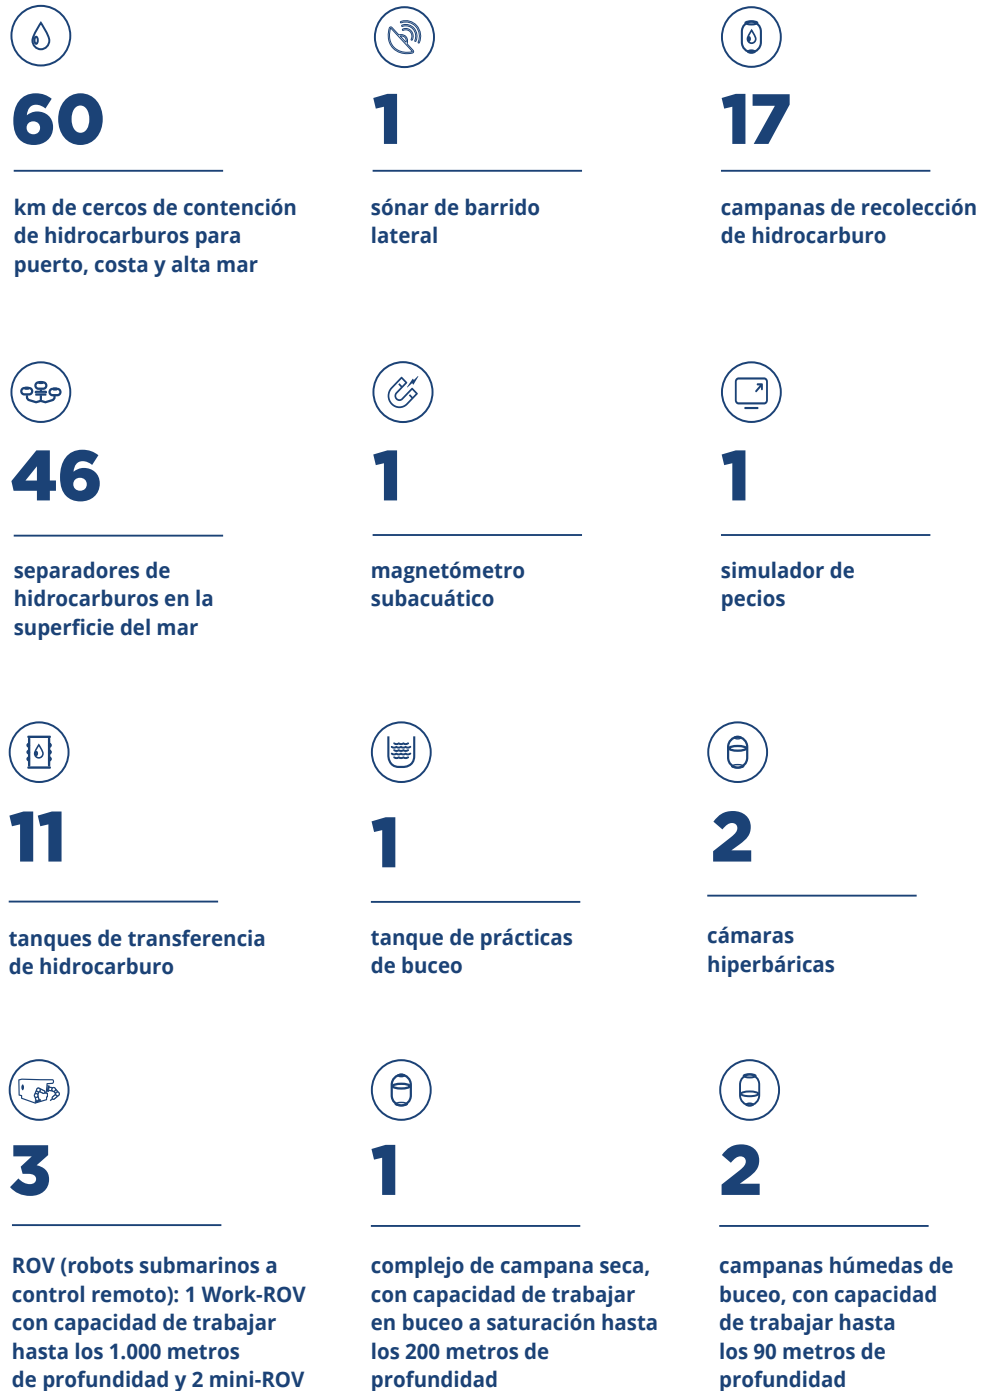 60
km de cercos de contención
de hidrocarburos para
puerto, costa y alta mar
1
sónar de barrido
lateral
17
campanas de recolección
de hidrocarburo
46
separadores de
hidrocarburos en la
superficie del mar
1
magnetómetro
subacuático
1
simulador de
pecios
11
tanques de transferencia
de hidrocarburo
1
tanque de prácticas
de buceo
2
cámaras
hiperbáricas
3
ROV (robots submarinos a
control remoto): 1 Work-ROV
con capacidad de trabajar
hasta los 1.000 metros
de profundidad y 2 mini-ROV
1
complejo de campana seca,
con capacidad de trabajar
en buceo a saturación hasta
los 200 metros de
profundidad
2
campanas húmedas de
buceo, con capacidad
de trabajar hasta
los 90 metros de
profundidad